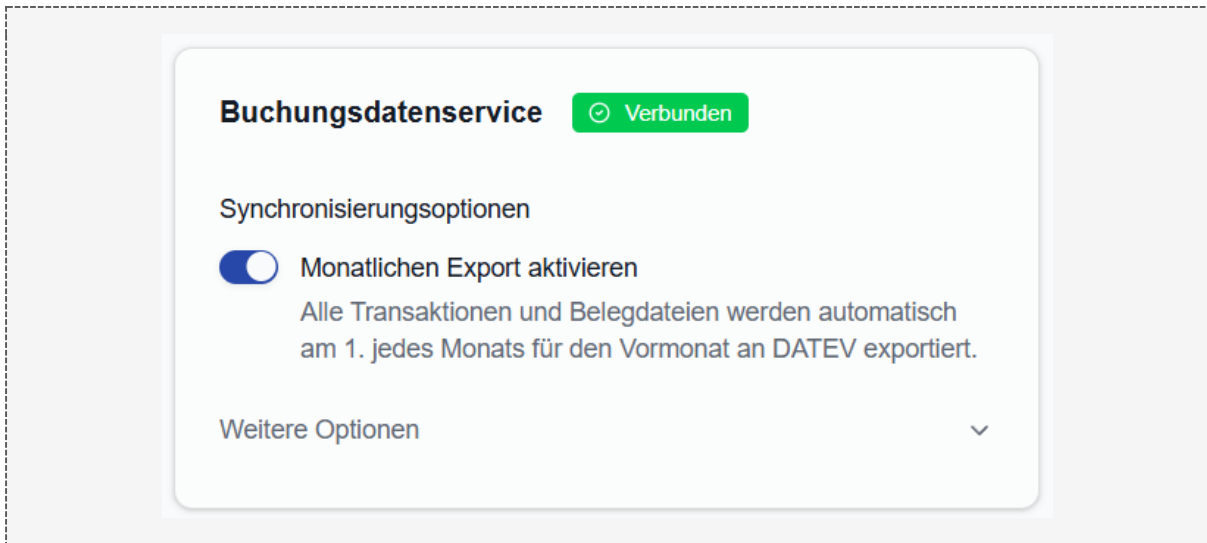 Buchungsdatenservice
Verbunden
Synchronisierungsoptionen
Monatlichen Export aktivieren
Alle Transaktionen und Belegdateien werden automatisch
am 1. jedes Monats für den Vormonat an DATEV exportiert.
Weitere Optionen